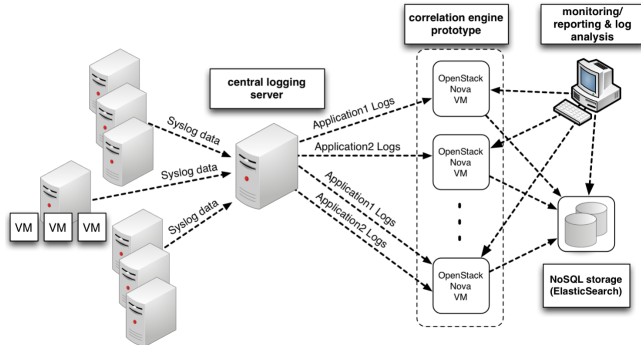 correlation engine
prototype
monitoring/
reporting & log
analysis
central logging
server
Syslog data
Syslog data
Syslog data
VM
VM
VM
Application1 Logs
Application2 Logs
Application1 Logs
Application2 Logs
OpenStack
Nova
VM
OpenStack
Nova
VM
OpenStack
Nova
VM
NoSQL storage
(ElasticSearch)